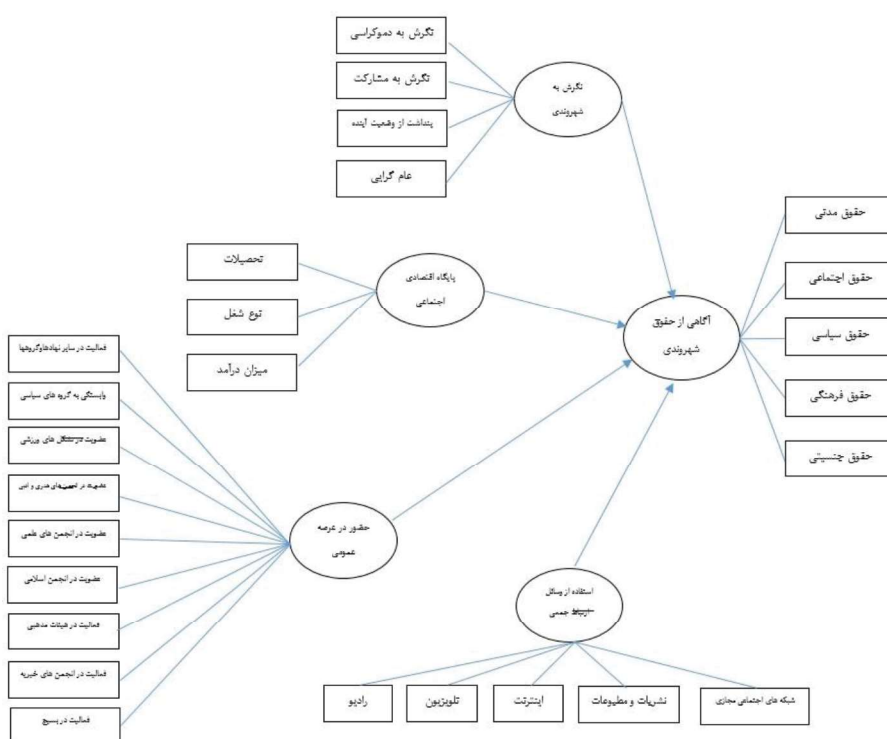 نگرش به دموکراسی
نگرش به مشارکت
پنداشت از وضعیت آینده
عام گرایی
نگرش به
شهروندی
تحصیلات
نوع شغل
میزان درآمد
پایگاه اقتصادی
اجتماعی
آگاهی از حقوق
شهروندی
حقوق مدنی
حقوق اجتماعی
حقوق سیاسی
حقوق فرهنگی
حقوق جنسیتی
فعالیت در سایر نهادهاوگروهها
وابستگی به گروه های سیاسی
عضویت در تشکل های ورزشی
عضویت در انجمن‌های هنری و ادبی
عضویت در انجمن های علمی
عضویت در انجمن اسلامی
فعالیت در هیئات مذهبی
فعالیت در انجمن های خیریه
فعالیت در بسیج
حضور در عرصه
عمومی
استفاده از وسائل
ارتباط جمعی
شبکه های اجتماعی مجازی
نشریات و مطبوعات
اینترنت
تلویزیون
رادیو